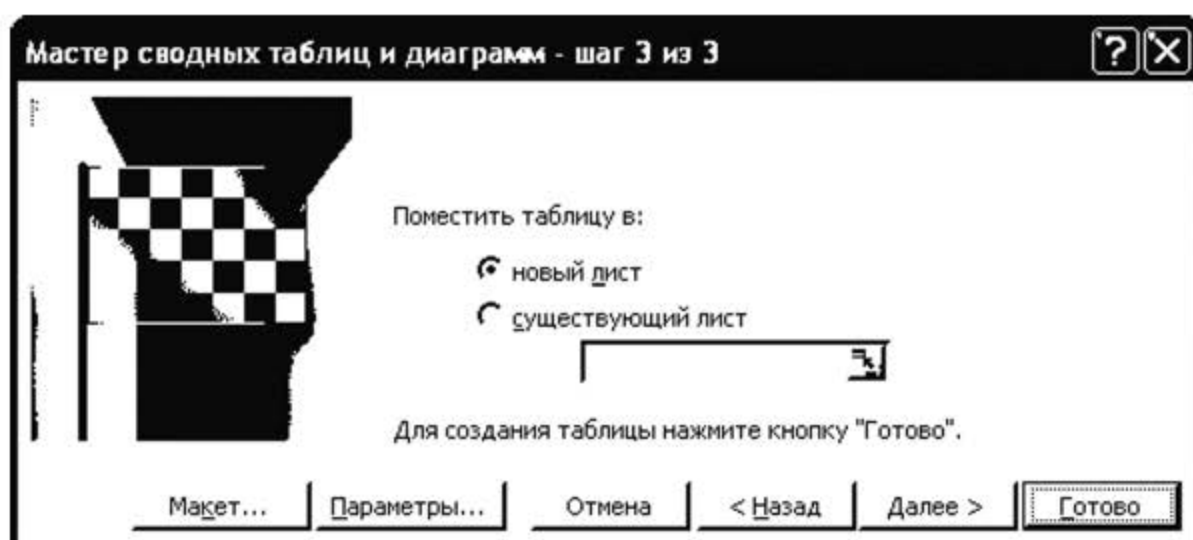 Мастер сводных таблиц и диаграмм - шаг 3 из 3
Поместить таблицу в:
новый лист
существующий лист
Для создания таблицы нажмите кнопку "Готово".
Макет... Параметры... Отмена < Назад Далее > Готово